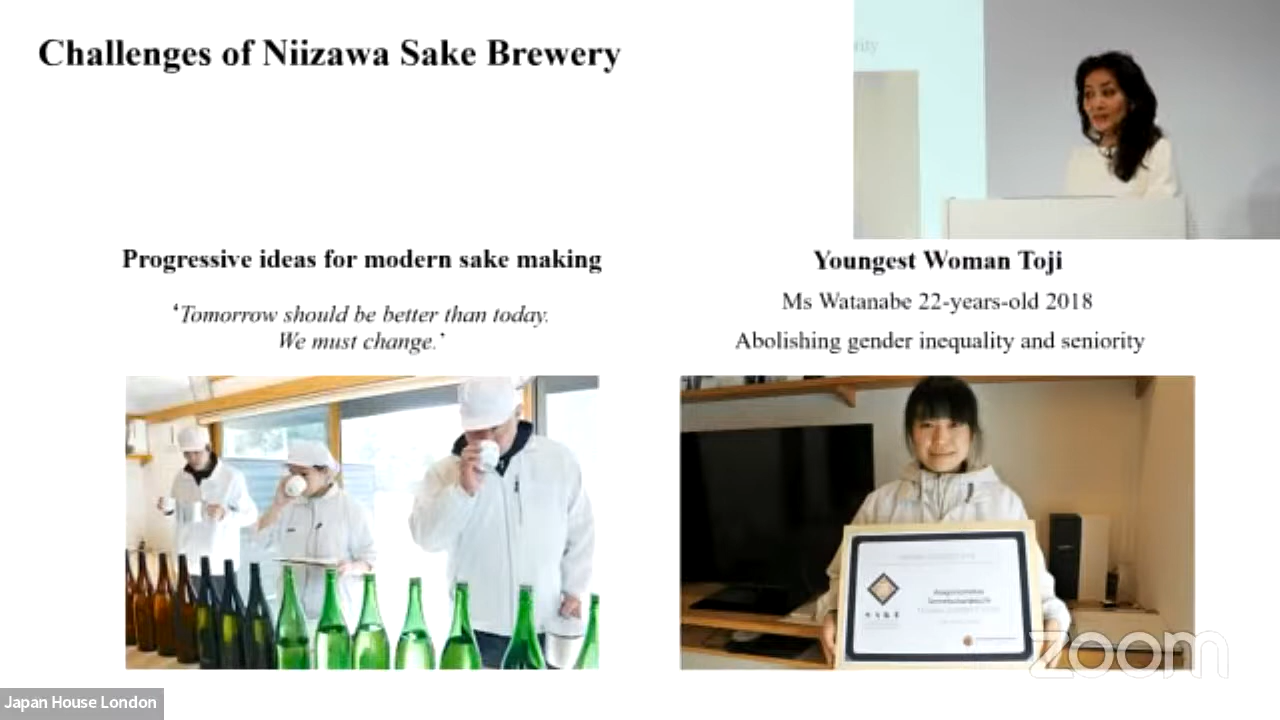 Challenges of Niizawa Sake Brewery
Progressive ideas for modern sake making
'Tomorrow should be better than today.
We must change.'
Youngest Woman Toji
Ms Watanabe 22-years-old 2018
Abolishing gender inequality and seniority
zoom
Japan House London